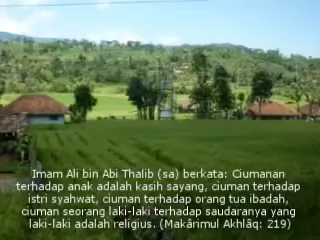 Imam Ali bin Abi Thalib (sa) berkata: Ciumanan
terhadap anak adalah kasih sayang, ciuman terhadap
istri syahwat, ciuman terhadap orang tua ibadah,
ciuman seorang laki-laki terhadap saudaranya yang
laki-laki adalah religius. (Makârimul Akhlâq: 219)